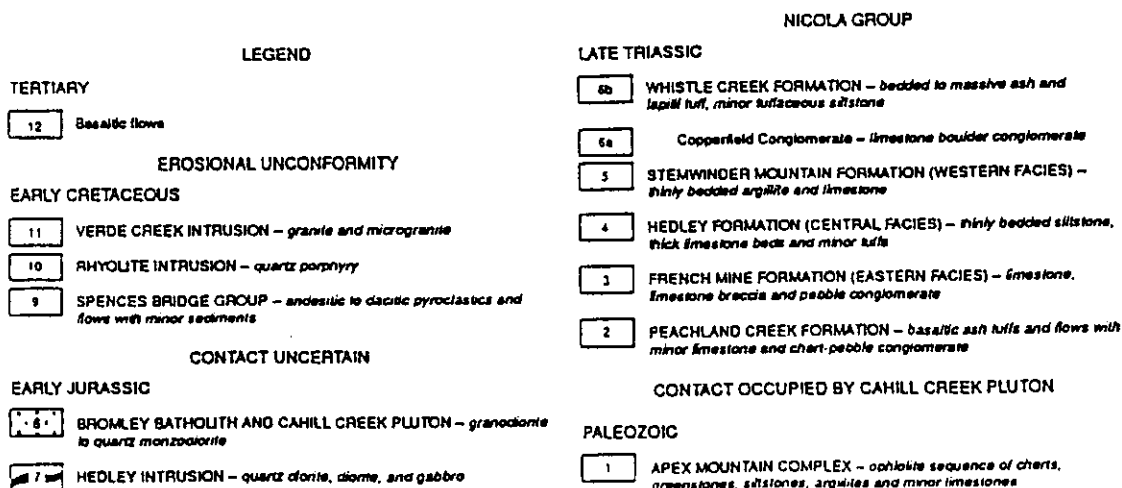 LEGEND
TERTIARY
12 Basaltic flows
EROSIONAL UNCONFORMITY
EARLY CRETACEOUS
11 VERDE CREEK INTRUSION – granite and microgranite
10 RHYOLITE INTRUSION – quartz porphyry
9 SPENCES BRIDGE GROUP – andesitic to dacitic pyroclastics and
flows with minor sediments
CONTACT UNCERTAIN
EARLY JURASSIC
8 BROMLEY BATHOLITH AND CAHILL CREEK PLUTON – granodiorite
to quartz monzodiorite
7 HEDLEY INTRUSION – quartz diorite, diorite, and gabbro
NICOLA GROUP
LATE TRIASSIC
6b WHISTLE CREEK FORMATION – bedded to massive ash and
lapilli tuff, minor tuffaceous siltstone
6a Copperfield Conglomerate – limestone boulder conglomerate
5 STEMWINDER MOUNTAIN FORMATION (WESTERN FACIES) –
thinly bedded argillite and limestone
4 HEDLEY FORMATION (CENTRAL FACIES) – thinly bedded siltstone,
thick limestone beds and minor tuffs
3 FRENCH MINE FORMATION (EASTERN FACIES) – limestone,
limestone breccia and pebble conglomerate
2 PEACHLAND CREEK FORMATION – basaltic ash tuffs and flows with
minor limestone and chert-pebble conglomerate
CONTACT OCCUPIED BY CAHILL CREEK PLUTON
PALEOZOIC
1 APEX MOUNTAIN COMPLEX – ophiolite sequence of cherts,
greenstones, siltstones, argillites and minor limestones